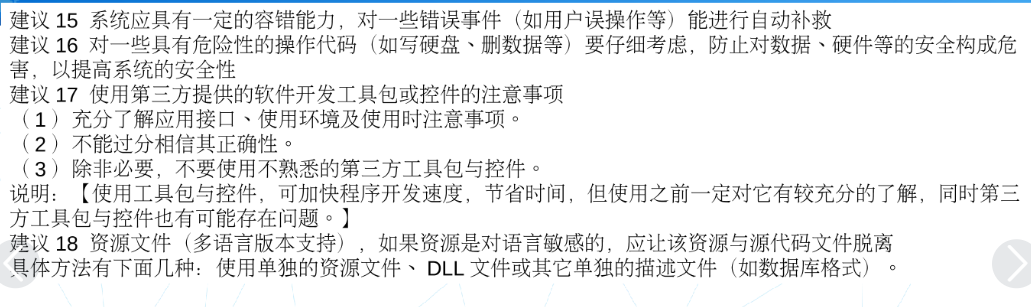 建议 15  系统应具有一定的容错能力，对一些错误事件（如用户误操作等）能进行自动补救
建议 16  对一些具有危险性的操作代码（如写硬盘、删数据等）要仔细考虑，防止对数据、硬件等的安全构成危
害，以提高系统的安全性
建议 17  使用第三方提供的软件开发工具包或控件的注意事项
（1）充分了解应用接口、使用环境及使用时注意事项。
（2）不能过分相信其正确性。
（3）除非必要，不要使用不熟悉的第三方工具包与控件。
说明：【使用工具包与控件，可加快程序开发速度，节省时间，但使用之前一定对它有较充分的了解，同时第三
方工具包与控件也有可能存在问题。】
建议 18  资源文件（多语言版本支持），如果资源是对语言敏感的，应让该资源与源代码文件脱离
具体方法有下面几种：使用单独的资源文件、 DLL 文件或其它单独的描述文件（如数据库格式）。